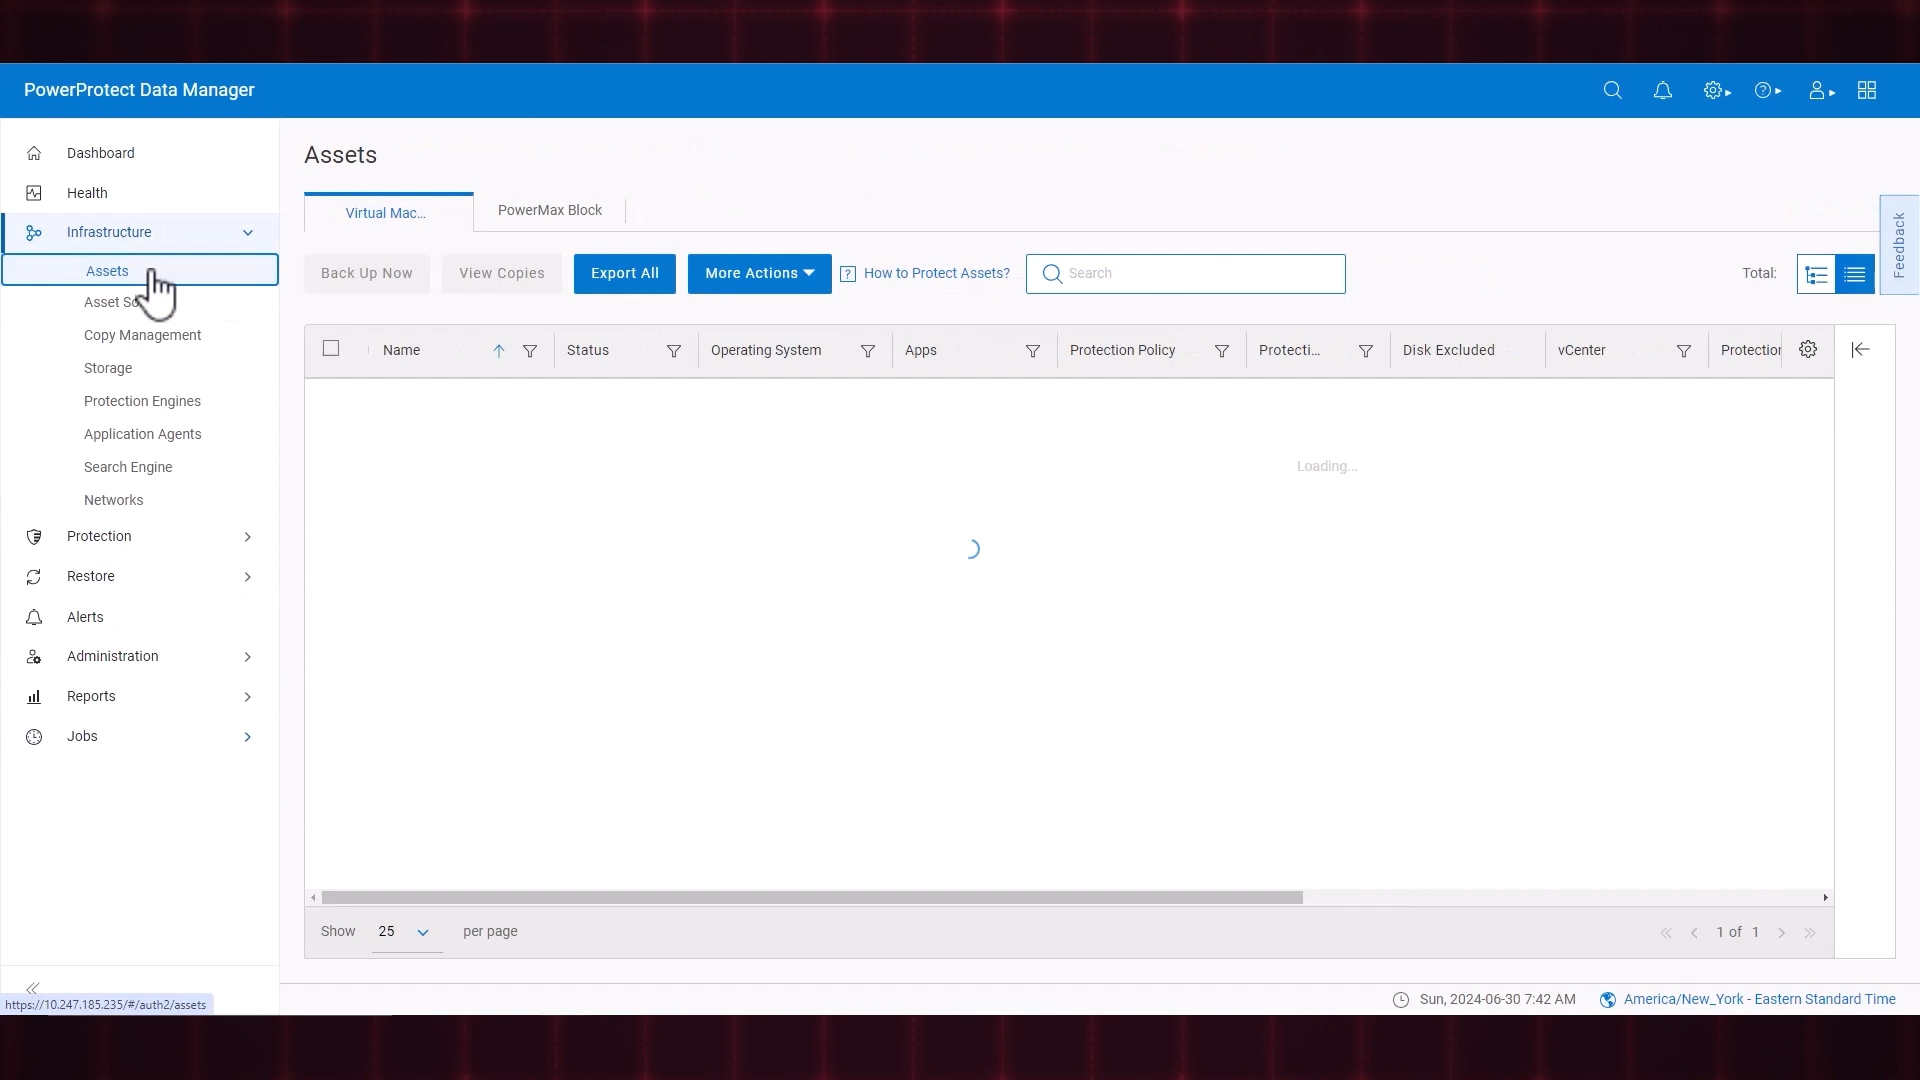 PowerProtect Data Manager
Dashboard
Health
Infrastructure
Assets
Asset So
Copy Management
Storage
Protection Engines
Application Agents
Search Engine
Networks
Protection
Restore
Alerts
Administration
Reports
Jobs
Assets
Virtual Mac...
PowerMax Block
Back Up Now
View Copies
Export All
More Actions
How to Protect Assets?
Search
Total:
Feedback
Name
Status
Operating System
Apps
Protection Policy
Protecti...
Disk Excluded
vCenter
Protection
Loading...
Show 25 per page
1 of 1
https://10.247.185.235/#/auth2/assets
Sun, 2024-06-30 7:42 AM
America/New_York - Eastern Standard Time